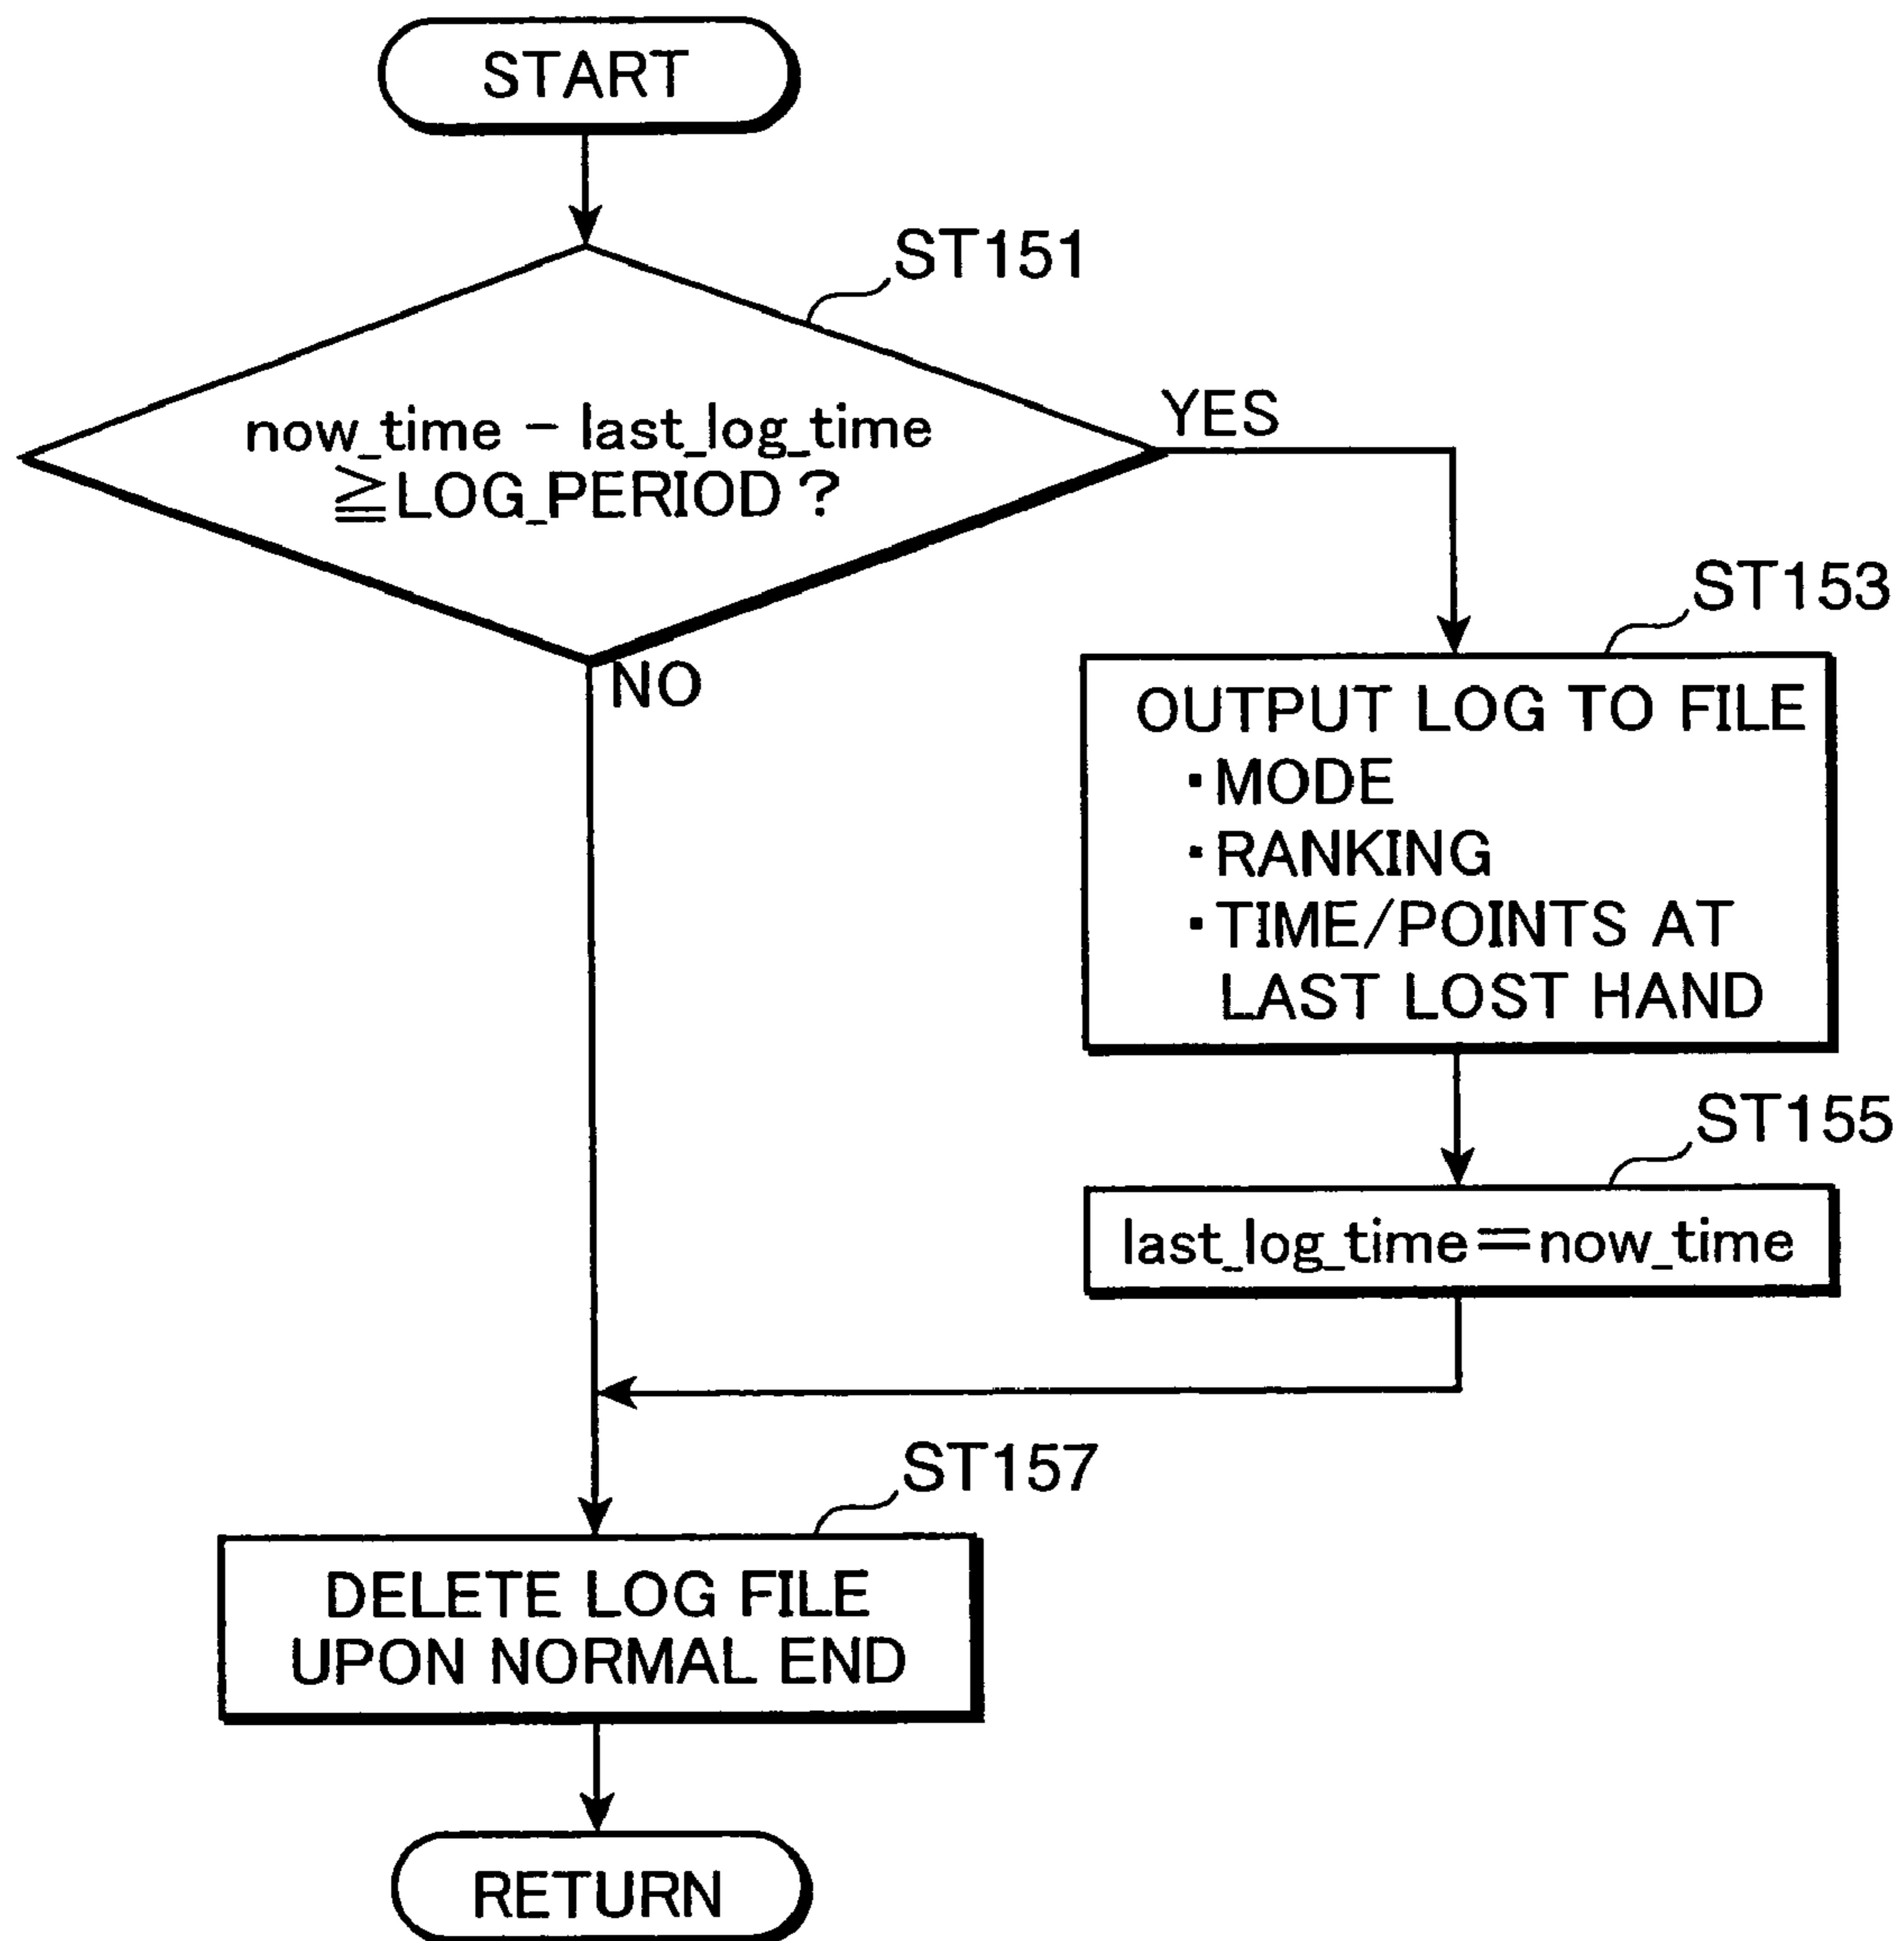 START
ST151
now_time − last_log_time
≧LOG_PERIOD ?
YES
NO
ST153
OUTPUT LOG TO FILE
・MODE
・RANKING
・TIME/POINTS AT
LAST LOST HAND
ST155
last_log_time=now_time
ST157
DELETE LOG FILE
UPON NORMAL END
RETURN